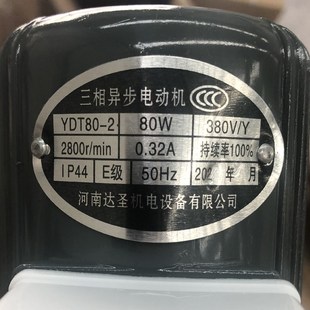 三相异步电动机 CCC
YDT80-2 80W 380V/Y
2800r/min 0.32A 持续率100%
IP44 E级 50Hz 202 年 月
河南达圣机电设备有限公司